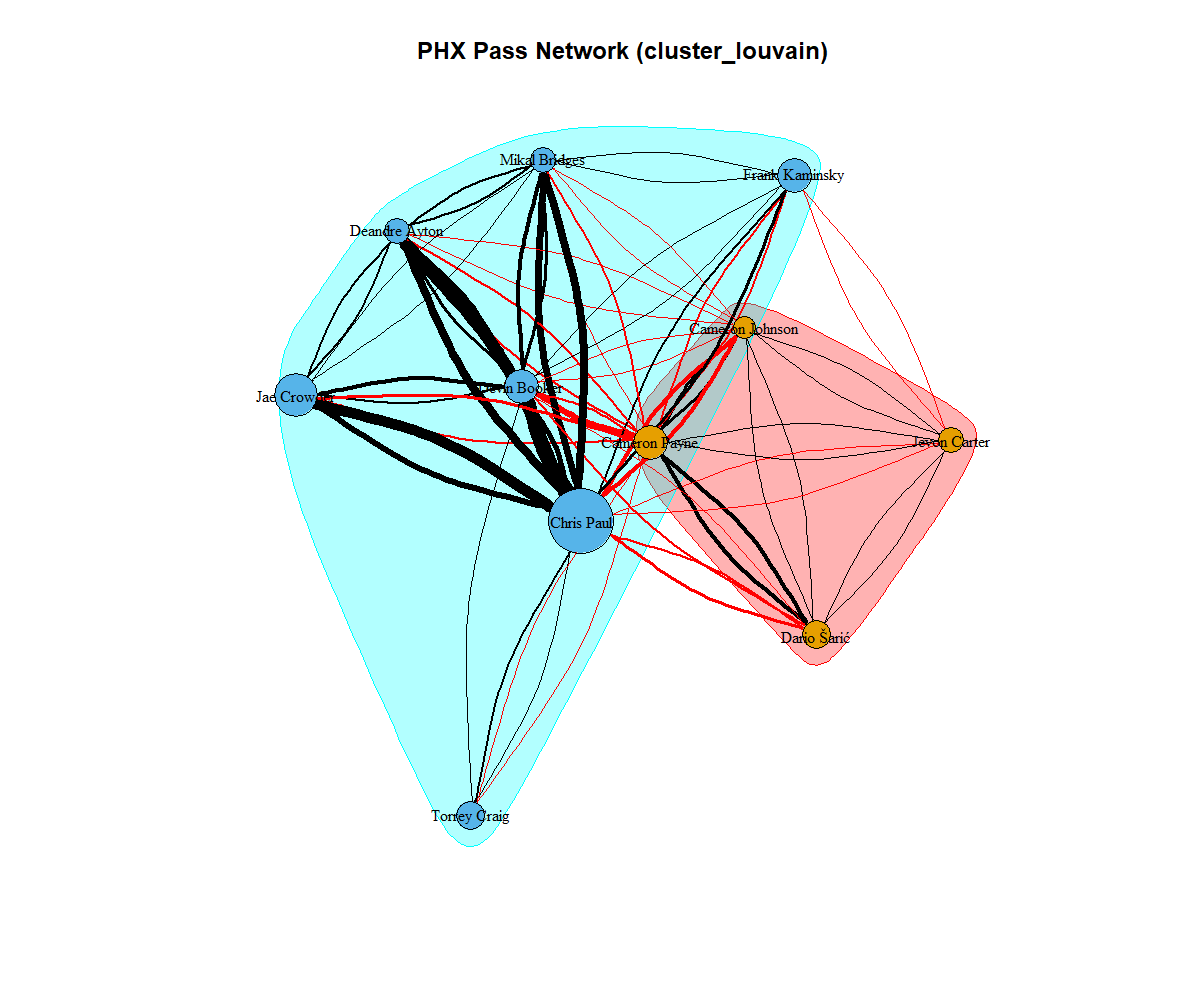 PHX Pass Network (cluster_louvain)
Mikal Bridges
Frank Kaminsky
Deandre Ayton
Cameron Johnson
Devin Booker
Jae Crowder
Cameron Payne
Jevon Carter
Chris Paul
Dario Šarić
Torrey Craig